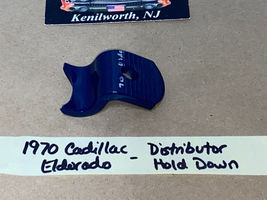 Kenilworth, NJ
1970 Cadillac - Distributor
Eldorado Hold Down